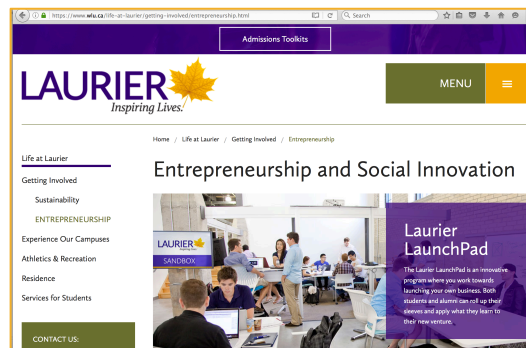 https://www.wlu.ca/life-at-laurier/getting-involved/entrepreneurship.html
Search
Admissions Toolkits
LAURIER
Inspiring Lives.
MENU
Home / Life at Laurier / Getting Involved / Entrepreneurship
Life at Laurier
Getting Involved
Sustainability
ENTREPRENEURSHIP
Experience Our Campuses
Athletics & Recreation
Residence
Services for Students
CONTACT US:
Entrepreneurship and Social Innovation
LAURIER
SANDBOX
Laurier
LaunchPad
The Laurier LaunchPad is an innovative
program where you work towards
launching your own business. Both
students and alumni can roll up their
sleeves and apply what they learn to
their new venture.